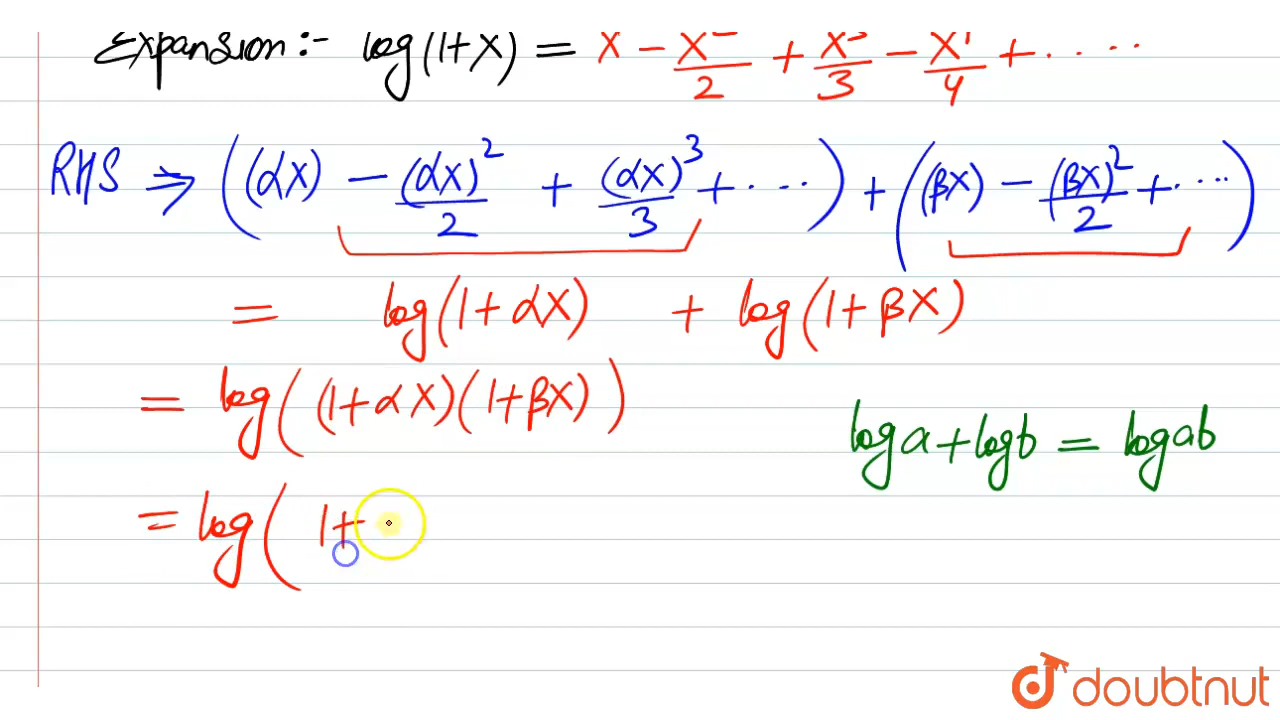 Expansion :- log(1+x) = x - x²/2 + x³/3 - x⁴/4 + ....
RHS ⇒ ((αx) - (αx)²/2 + (αx)³/3 + ....) + ((βx) - (βx)²/2 + ....)
= log(1+αx) + log(1+βx)
= log((1+αx)(1+βx))
log a + log b = log ab
= log( 1+
doubtnut